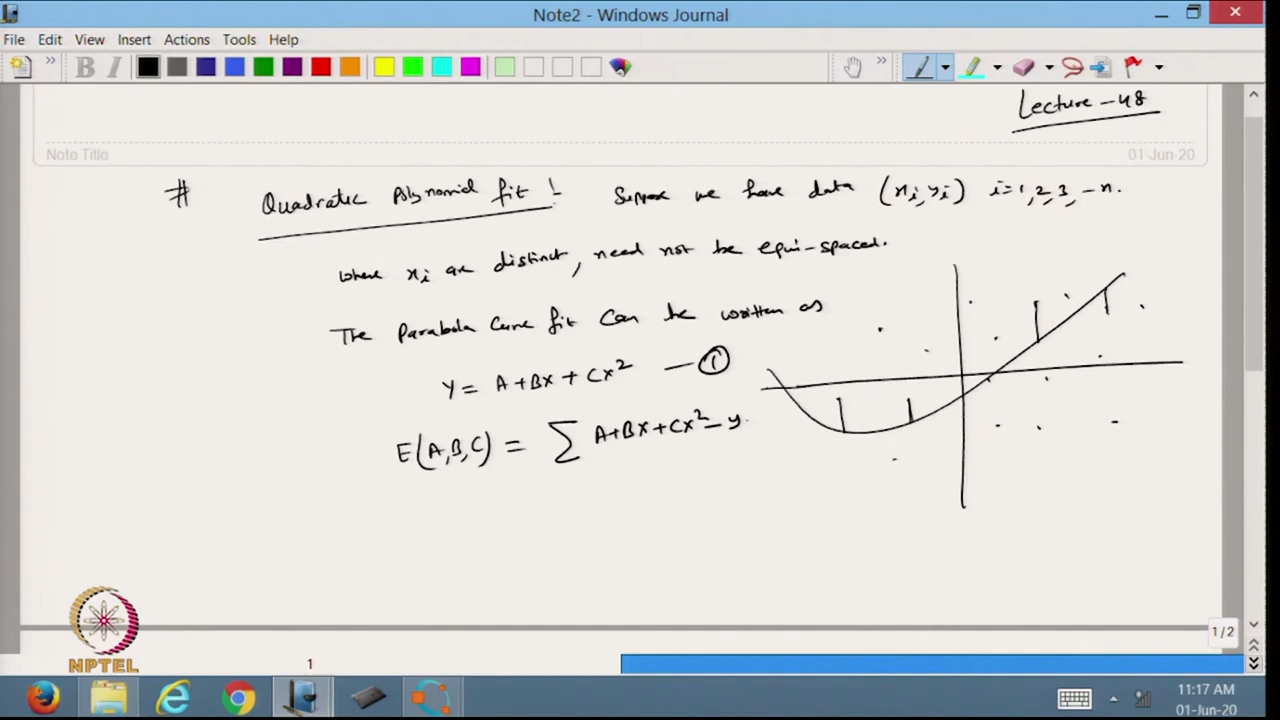 Note2 - Windows Journal
File Edit View Insert Actions Tools Help
B I
Lecture - 48
Note Title 01 Jun-20
# Quadratic Polynomial fit! Suppose we have data (xi, yi) i=1,2,3,-n.
where xi are distinct, need not be equi-spaced.
The Parabola Curve fit can be written as
Y = A+BX+CX² — ①
E(A,B,C) = ∑ A+BX+CX²-y
1/2
NPTEL
1
11:17 AM
01-Jun-20